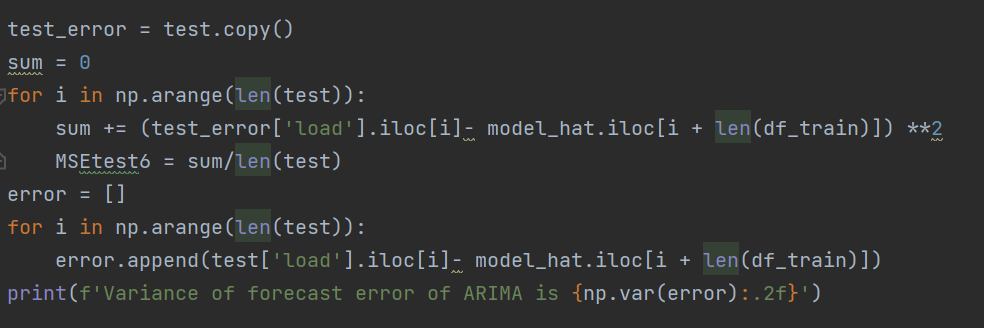 test_error = test.copy()
sum = 0
for i in np.arange(len(test)):
    sum += (test_error['load'].iloc[i]- model_hat.iloc[i + len(df_train)]) **2
    MSEtest6 = sum/len(test)
error = []
for i in np.arange(len(test)):
    error.append(test['load'].iloc[i]- model_hat.iloc[i + len(df_train)])
print(f'Variance of forecast error of ARIMA is {np.var(error):.2f}')